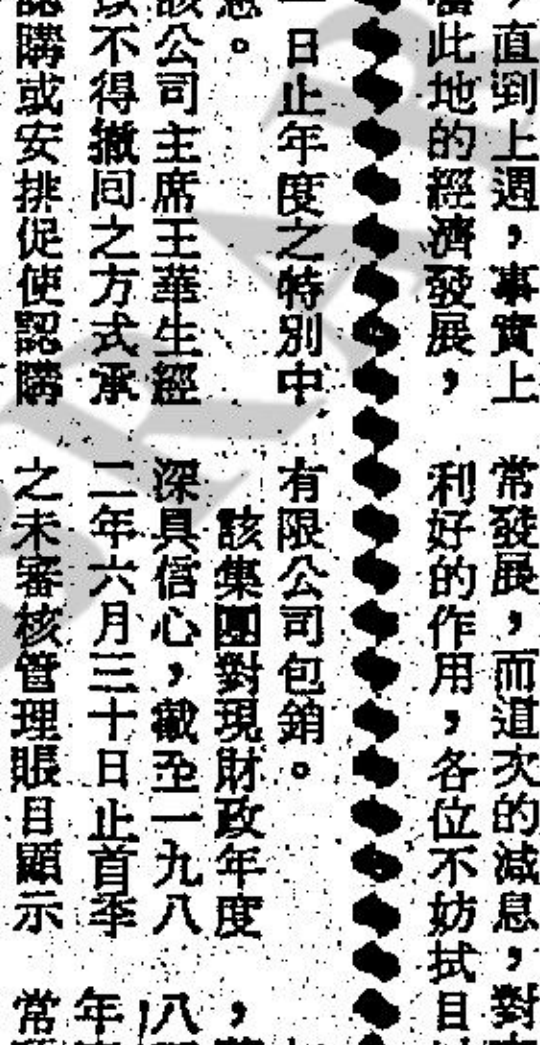 ，直到上週，事實上
此地的經濟發展，
常發展，而這次的減息，對
利好的作用，各位不妨拭目
日止年度之特別中
息。
該公司主席王華生經
以不得撤回之方式承
認購或安排促使認購
有限公司包銷。
該集團對現財政年度
深具信心，截至一九八
二年六月三十日止首季
之未審核管理賬目顯示
，
八
年
常